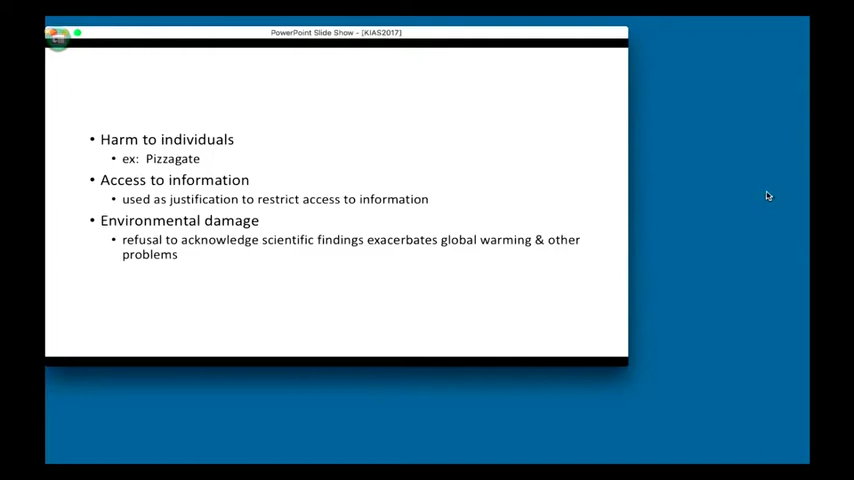 PowerPoint Slide Show - [KIAS2017]
• Harm to individuals
• ex: Pizzagate
• Access to information
• used as justification to restrict access to information
• Environmental damage
• refusal to acknowledge scientific findings exacerbates global warming & other
problems